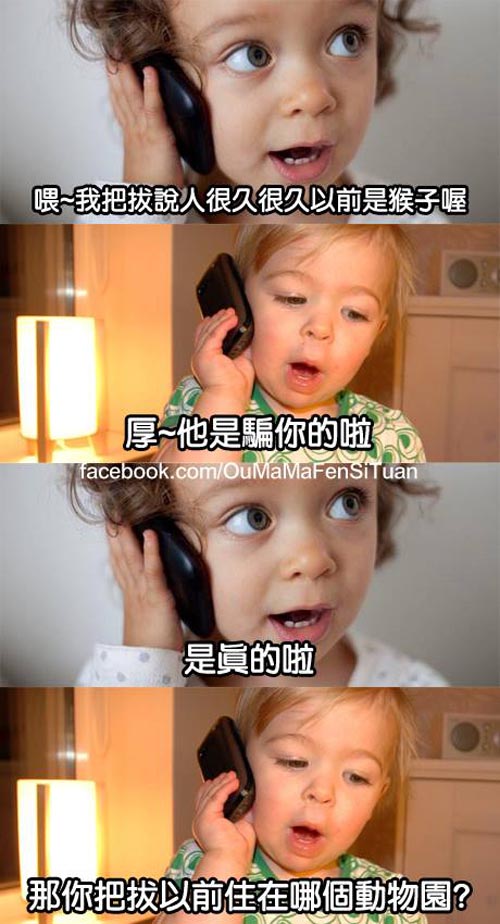 喂~我把拔說人很久很久以前是猴子喔
厚~他是騙你的啦
facebook.com/OuMaMaFenSiTuan
是真的啦
那你把拔以前住在哪個動物園?